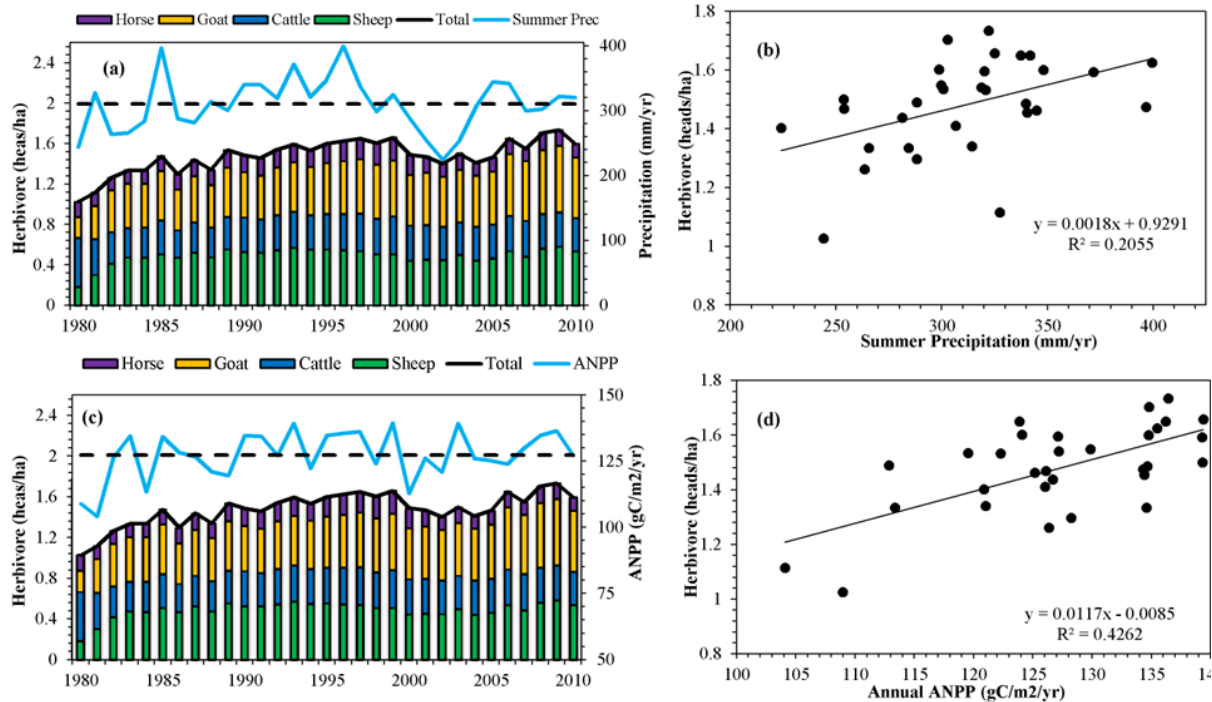 Horse Goat Cattle Sheep Total Summer Prec
(a)
Herbivore (heas/ha)
2.4
2
1.6
1.2
0.8
0.4
0
400
300
200
100
0
Precipitation (mm/yr)
1980 1985 1990 1995 2000 2005 2010
(b)
Herbivore (heads/ha)
1.8
1.6
1.4
1.2
1
0.8
y = 0.0018x + 0.9291
R² = 0.2055
200 250 300 350 400
Summer Precipitation (mm/yr)
Horse Goat Cattle Sheep Total ANPP
(c)
Herbivore (heas/ha)
2.4
2
1.6
1.2
0.8
0.4
0
150
125
100
75
50
ANPP (gC/m2/yr)
1980 1985 1990 1995 2000 2005 2010
(d)
Herbivore (heads/ha)
1.8
1.6
1.4
1.2
1
0.8
y = 0.0117x - 0.0085
R² = 0.4262
100 105 110 115 120 125 130 135 14
Annual ANPP (gC/m2/yr)